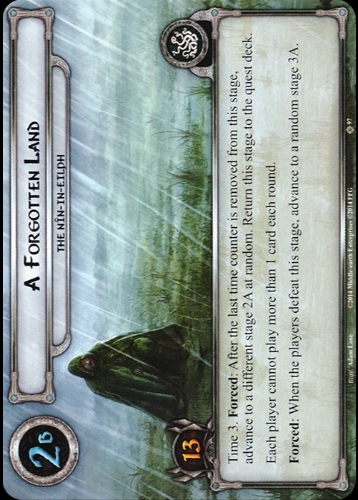 2B
A Forgotten Land
The Nîn-in-Eilph
13
Time 3. Forced: After the last time counter is removed from this stage,
advance to a different stage 2A at random. Return this stage to the quest deck.
Each player cannot play more than 1 card each round.
Forced: When the players defeat this stage, advance to a random stage 3A.
Illus. Adam Lane
©2014 Middle-earth Enterprises ©2014 FFG
97